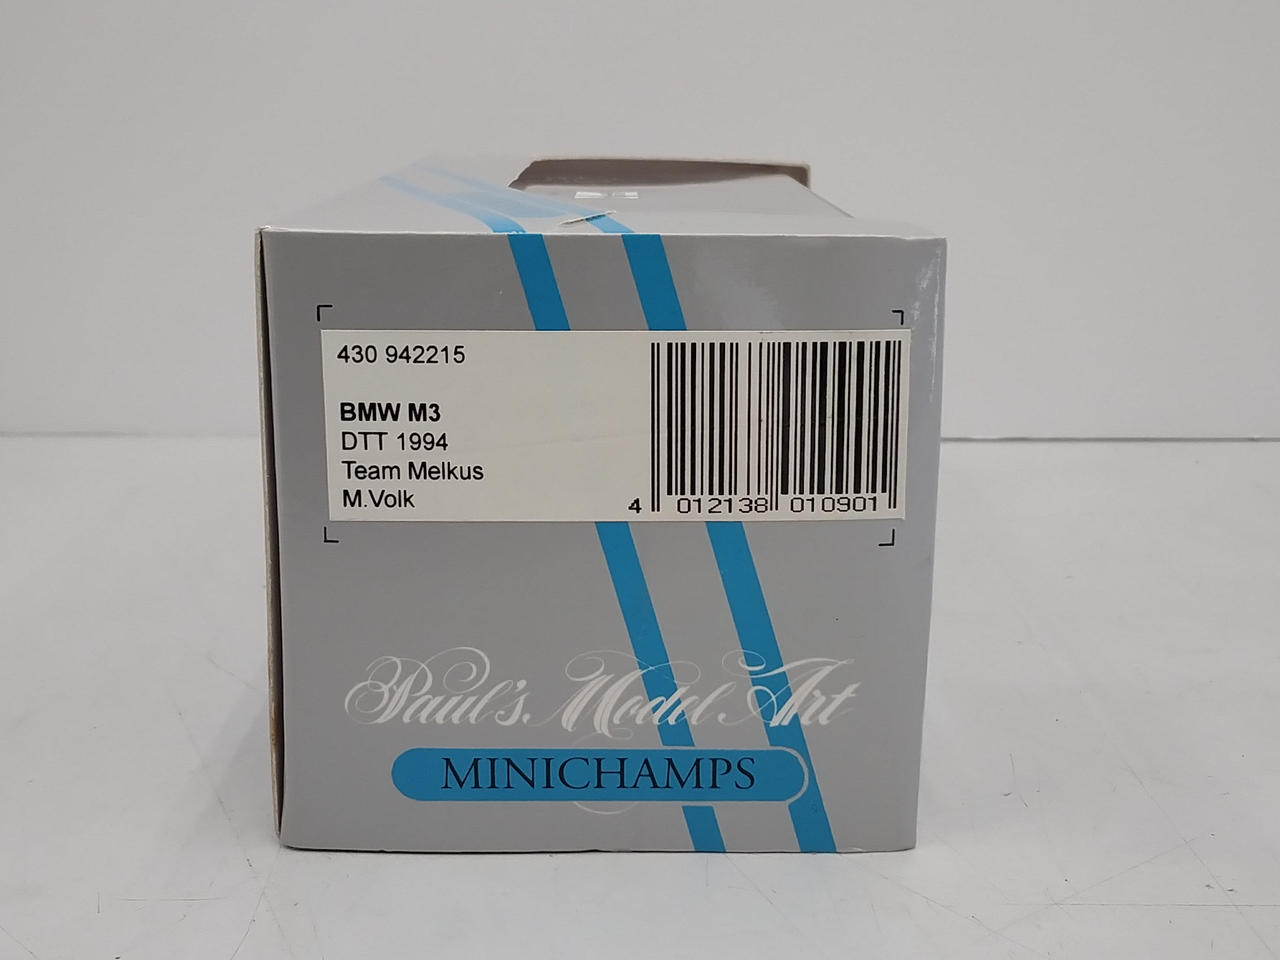 430 942215
BMW M3
DTT 1994
Team Melkus
M.Volk
4 012138 010901
Paul's Model Art
MINICHAMPS